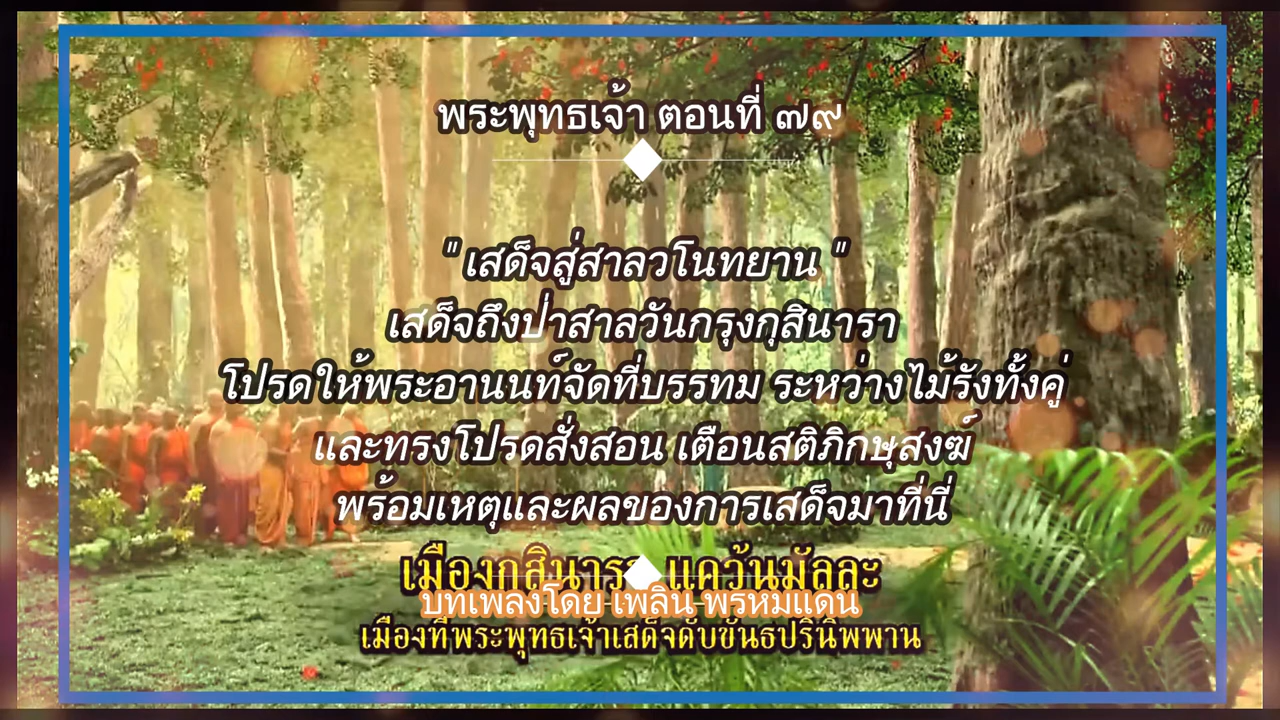 พระพุทธเจ้า ตอนที่ ๗๙
" เสด็จสู่สาลวโนทยาน "
เสด็จถึงป่าสาลวันกรุงกุสินารา
โปรดให้พระอานนท์จัดที่บรรทม ระหว่างไม้รังทั้งคู่
และทรงโปรดสั่งสอน เตือนสติภิกษุสงฆ์
พร้อมเหตุและผลของการเสด็จมาที่นี่
เมืองกุสินารา แคว้นมัลละ
บทเพลงโดย เพลิน พรหมแดน
เมืองที่พระพุทธเจ้าเสด็จดับขันธปรินิพพาน